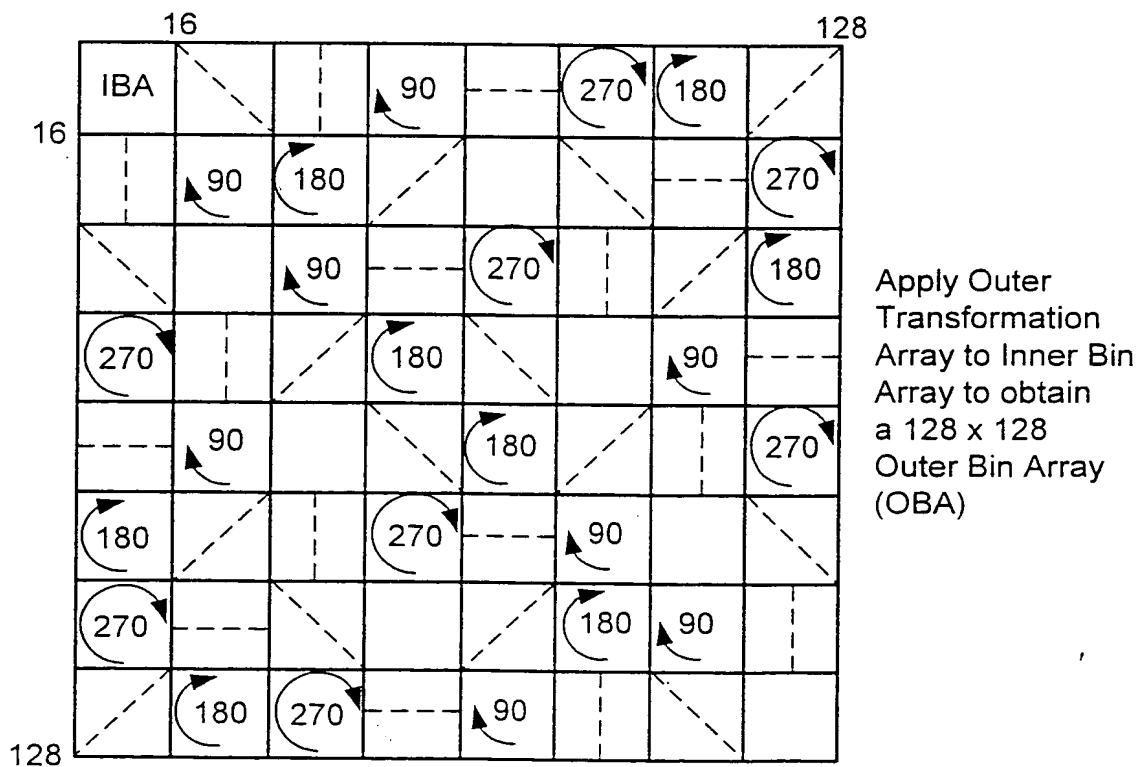 16 128
IBA 90 270 180
16
90 180 270
90 270 180
270 180 90
90 180 270
180 270 90
270 180 90
180 270 90
128
Apply Outer
Transformation
Array to Inner Bin
Array to obtain
a 128 x 128
Outer Bin Array
(OBA)